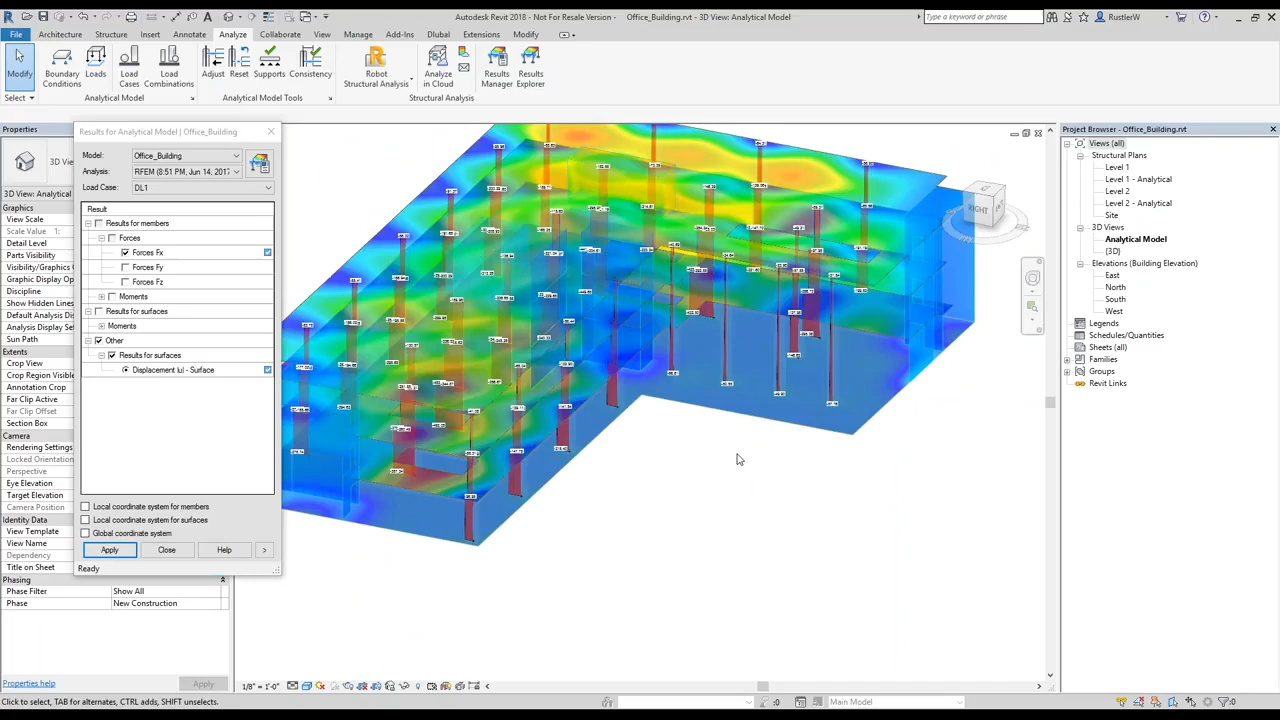 Autodesk Revit 2018 - Not For Resale Version - Office_Building.rvt - 3D View: Analytical Model
Type a keyword or phrase
RustlerW
File Architecture Structure Insert Annotate Analyze Collaborate View Manage Add-Ins Dlubal Extensions Modify
Modify
Boundary Conditions
Loads
Load Cases
Load Combinations
Adjust
Reset
Supports
Consistency
Robot Structural Analysis
Analyze in Cloud
Results Manager
Results Explorer
Select
Analytical Model
Analytical Model Tools
Structural Analysis
Properties
3D View: Analytical
View Scale
Scale Value 1:
Detail Level
Parts Visibility
Visibility/Graphics
Graphic Display Op
Discipline
Show Hidden Lines
Default Analysis Di
Analysis Display Set
Sun Path
Extents
Crop View
Crop Region Visible
Annotation Crop
Far Clip Active
Far Clip Offset
Section Box
Camera
Rendering Settings
Locked Orientation
Perspective
Eye Elevation
Target Elevation
Camera Position
Identity Data
View Template
View Name
Dependency
Title on Sheet
Phasing
Phase Filter Show All
Phase New Construction
Properties help
Apply
Results for Analytical Model | Office_Building
Model: Office_Building
Analysis: RFEM (8:51 PM, Jun 14, 2017
Load Case: DL1
Result
Results for members
Forces
Forces Fx
Forces Fy
Forces Fz
Moments
Results for surfaces
Moments
Other
Results for surfaces
Displacement |u| - Surface
Local coordinate system for members
Local coordinate system for surfaces
Global coordinate system
Apply Close Help >
Ready
RIGHT
Project Browser - Office_Building.rvt
Views (all)
Structural Plans
Level 1
Level 1 - Analytical
Level 2
Level 2 - Analytical
Site
3D Views
Analytical Model
{3D}
Elevations (Building Elevation)
East
North
South
West
Legends
Schedules/Quantities
Sheets (all)
Families
Groups
Revit Links
1/8" = 1'-0"
Click to select, TAB for alternates, CTRL adds, SHIFT unselects.
:0
Main Model
:0